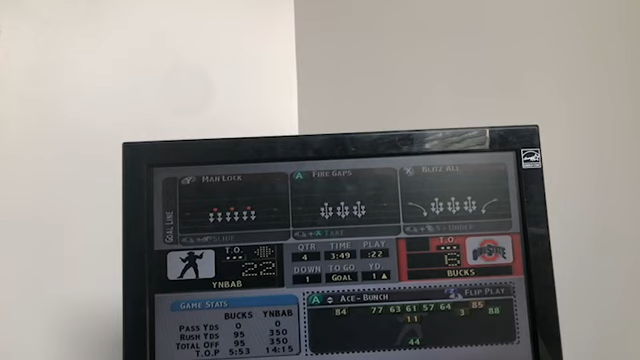 Y MAN LOCK
A FIRE GAPS
X BLITZ ALL
GOAL LINE
T.O.
22
YNBAB
QTR TIME PLAY
4 3:49 :22
DOWN TO GO YD.
1 GOAL 1
T.O.
OHIO STATE
BUCKS
GAME STATS
BUCKS YNBAB
PASS YDS 0 0
RUSH YDS 95 350
TOTAL OFF 95 350
T.O.P 5:53 14:15
A ACE-BUNCH FLIP PLAY
84 77 63 61 57 64 3 85 88
11
44